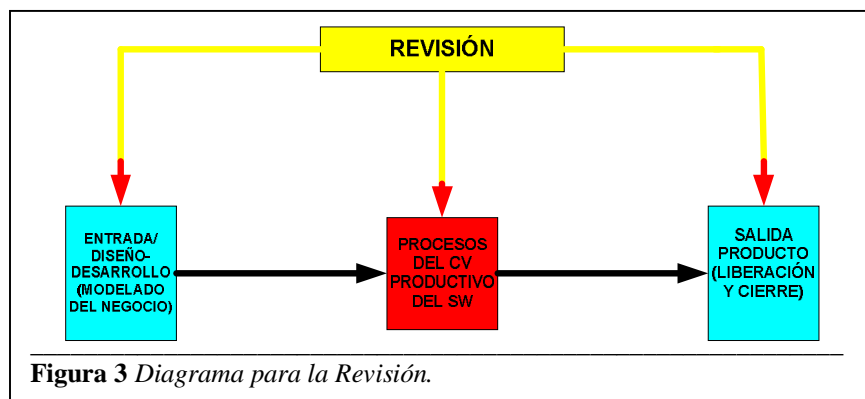 REVISIÓN
ENTRADA/
DISEÑO-
DESARROLLO
(MODELADO
DEL NEGOCIO)
PROCESOS
DEL CV
PRODUCTIVO
DEL SW
SALIDA
PRODUCTO
(LIBERACIÓN
Y CIERRE)
Figura 3 Diagrama para la Revisión.